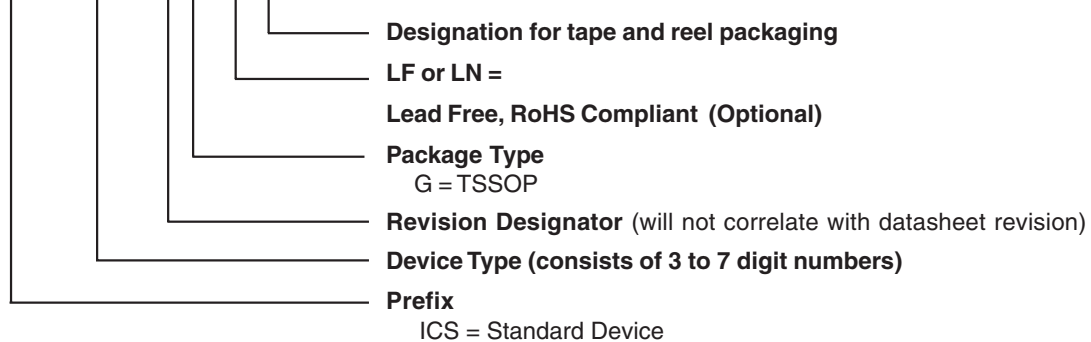 Designation for tape and reel packaging
LF or LN =
Lead Free, RoHS Compliant (Optional)
Package Type
G = TSSOP
Revision Designator (will not correlate with datasheet revision)
Device Type (consists of 3 to 7 digit numbers)
Prefix
ICS = Standard Device